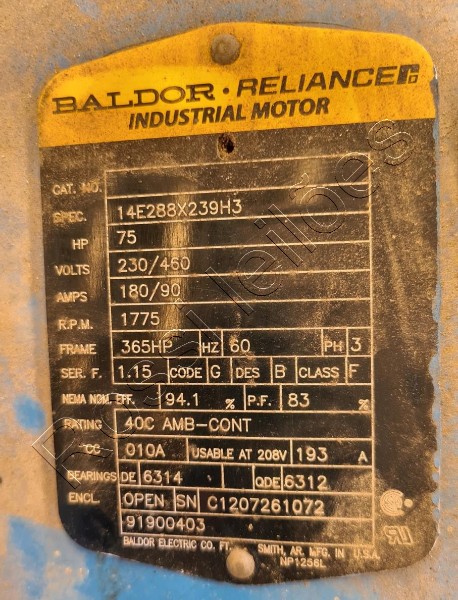 BALDOR · RELIANCE
INDUSTRIAL MOTOR
CAT. NO.
SPEC. 14E288X239H3
HP 75
VOLTS 230/460
AMPS 180/90
R.P.M. 1775
FRAME 365HP HZ 60 PH 3
SER. F. 1.15 CODE G DES B CLASS F
NEMA NOM. EFF. 94.1 % P.F. 83 %
RATING 40C AMB-CONT
CC 010A USABLE AT 208V 193 A
BEARINGS DE 6314 ODE 6312
ENCL. OPEN SN C1207261072
91900403
BALDOR ELECTRIC CO. FT. SMITH, AR. MFG. IN U.S.A.
NP1256L
Rossi leilões